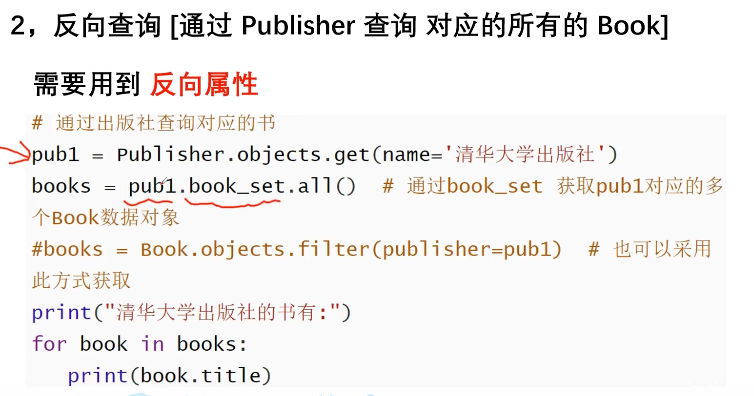 2，反向查询 [通过 Publisher 查询 对应的所有的 Book]
需要用到 反向属性
# 通过出版社查询对应的书
pub1 = Publisher.objects.get(name='清华大学出版社')
books = pub1.book_set.all()  # 通过book_set 获取pub1对应的多
个Book数据对象
#books = Book.objects.filter(publisher=pub1)  # 也可以采用
此方式获取
print("清华大学出版社的书有:")
for book in books:
   print(book.title)